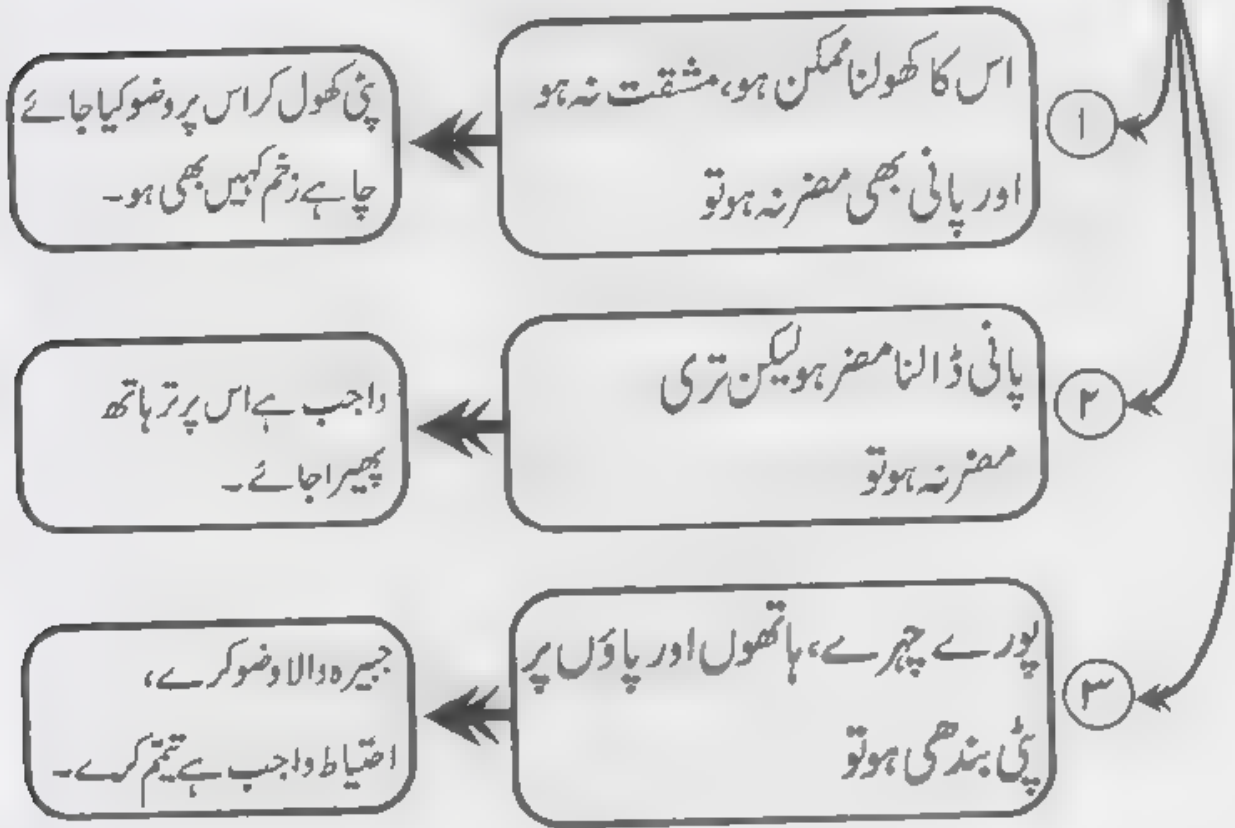 ۱
اس کا کھولنا ممکن ہو، مشقت نہ ہو
اور پانی بھی مضر نہ ہو تو
پٹی کھول کر اس پر وضو کیا جائے
چاہے زخم کہیں بھی ہو۔
۲
پانی ڈالنا مضر ہو لیکن تری
مضر نہ ہو تو
واجب ہے اس پر تر ہاتھ
پھیرا جائے۔
۳
پورے چہرے، ہاتھوں اور پاؤں پر
پٹی بندھی ہو تو
جبیرہ والا وضو کرے،
احتیاط واجب ہے تیمّم کرے۔